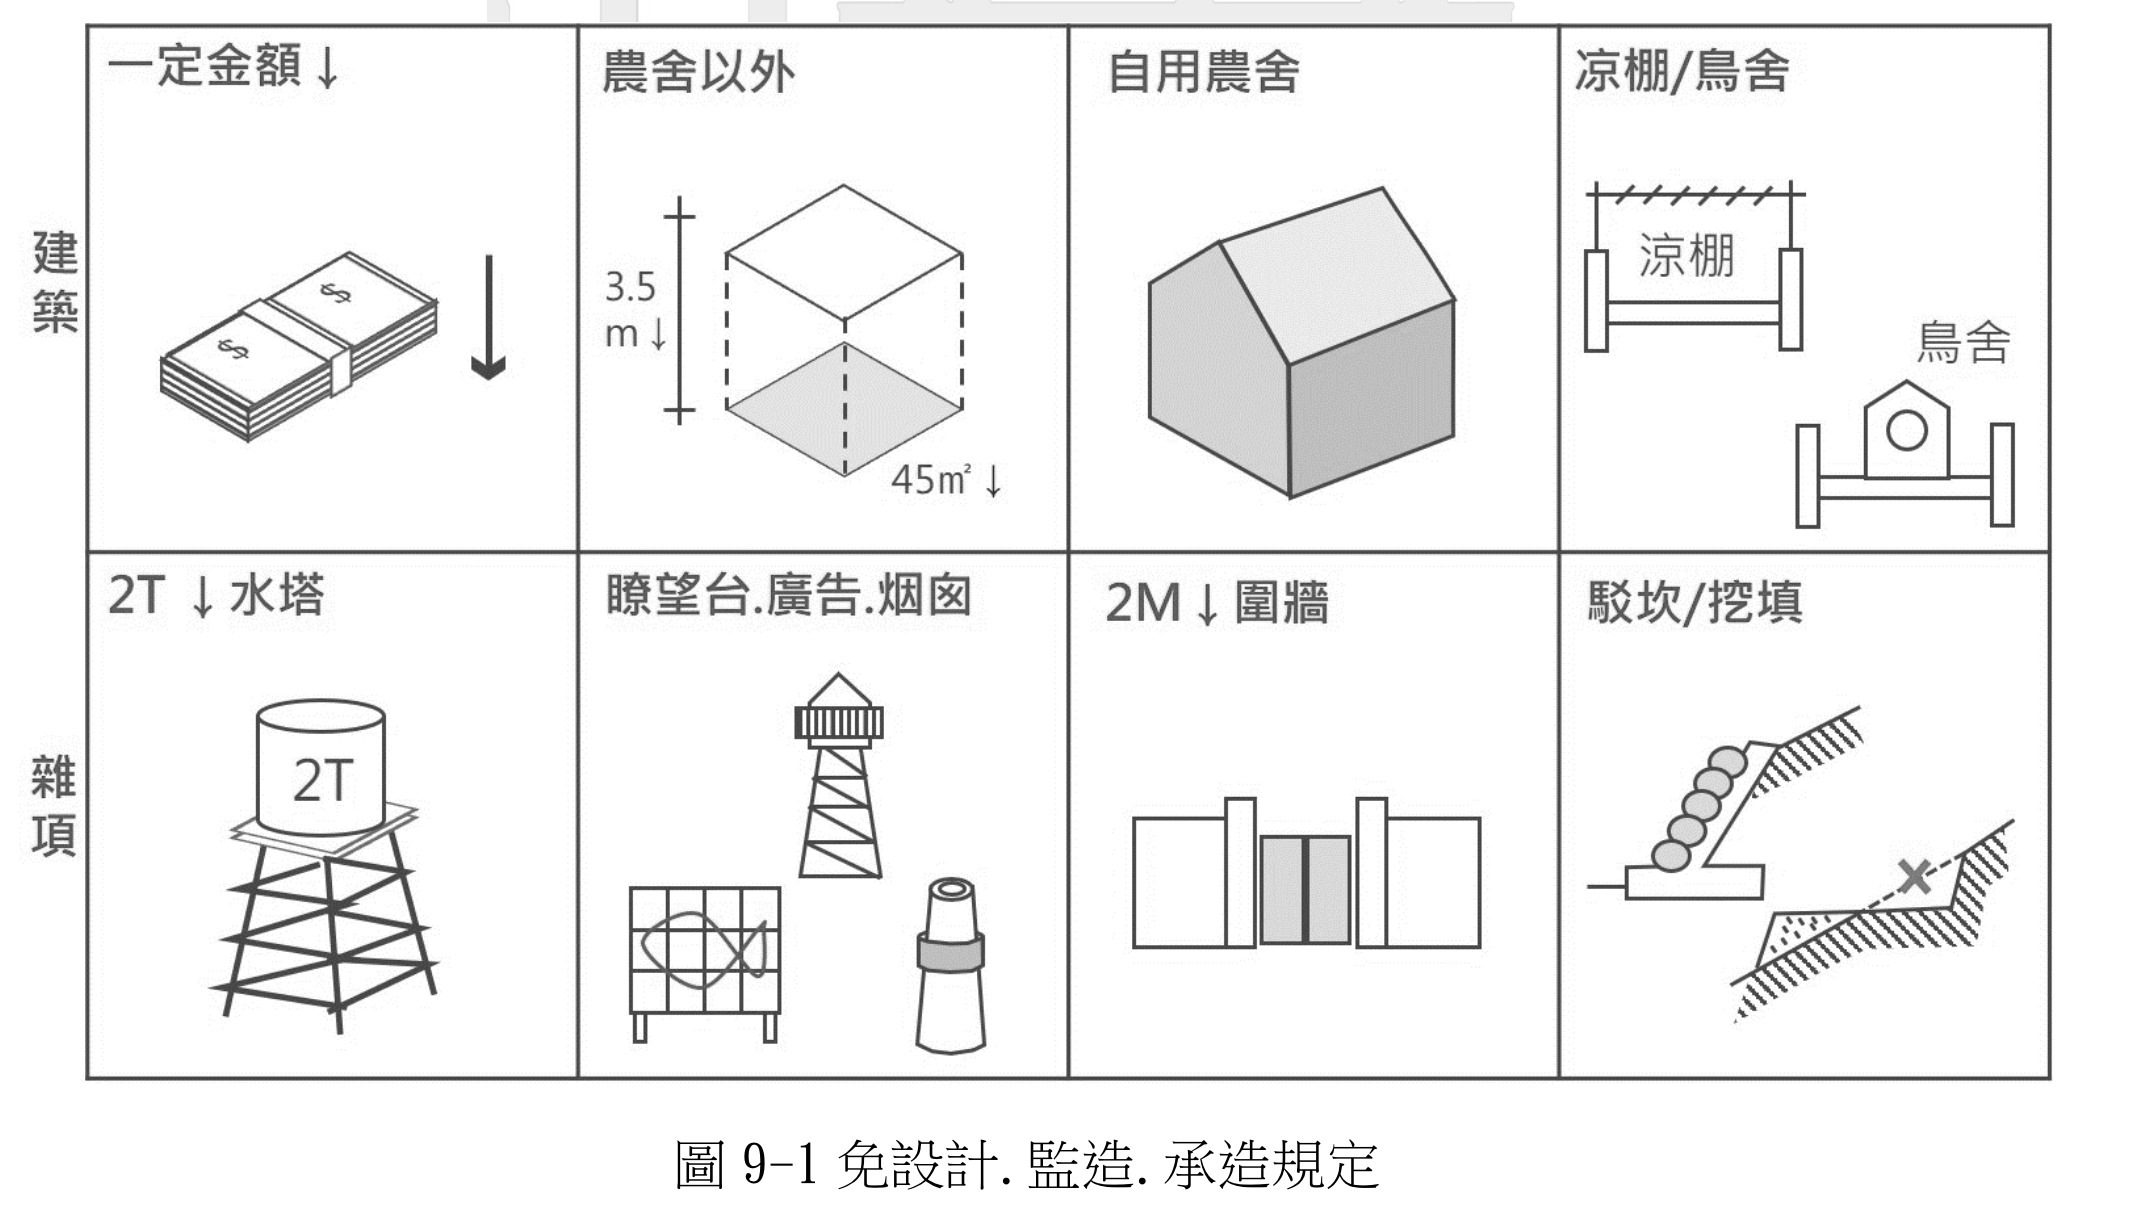 一定金額↓
農舍以外
自用農舍
凉棚/鳥舍
建築
3.5
m↓
45㎡↓
涼棚
鳥舍
$
$
2T ↓水塔
瞭望台.廣告.烟囪
2M↓圍牆
駁坎/挖填
雜項
2T
圖 9-1 免設計.監造.承造規定